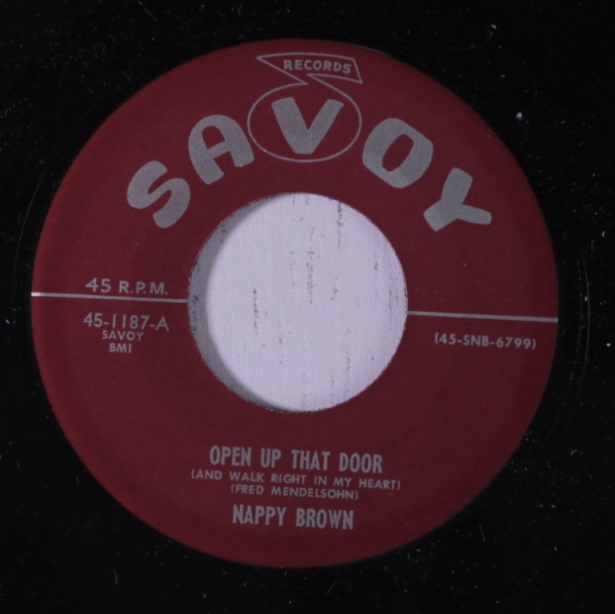 RECORDS
SAVOY
45 R.P.M.
45-1187-A
SAVOY
BMI
(45-SNB-6799)
OPEN UP THAT DOOR
(AND WALK RIGHT IN MY HEART)
(FRED MENDELSOHN)
NAPPY BROWN